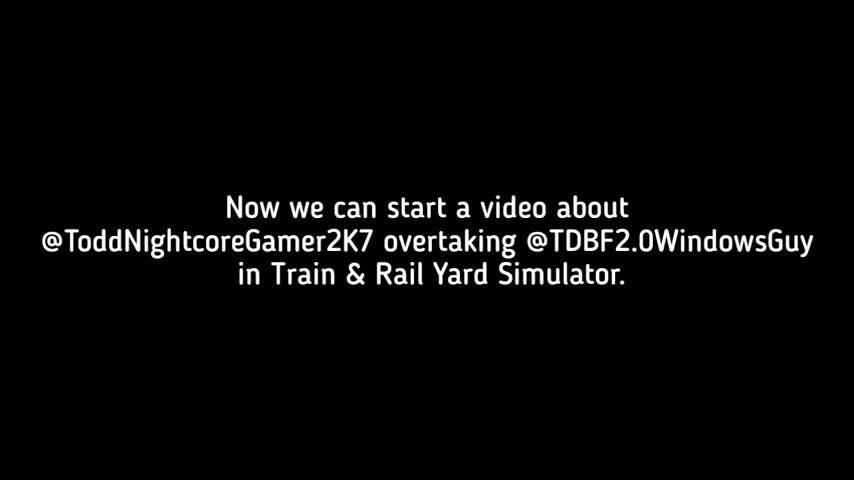 Now we can start a video about
@ToddNightcoreGamer2K7 overtaking @TDBF2.0WindowsGuy
in Train & Rail Yard Simulator.